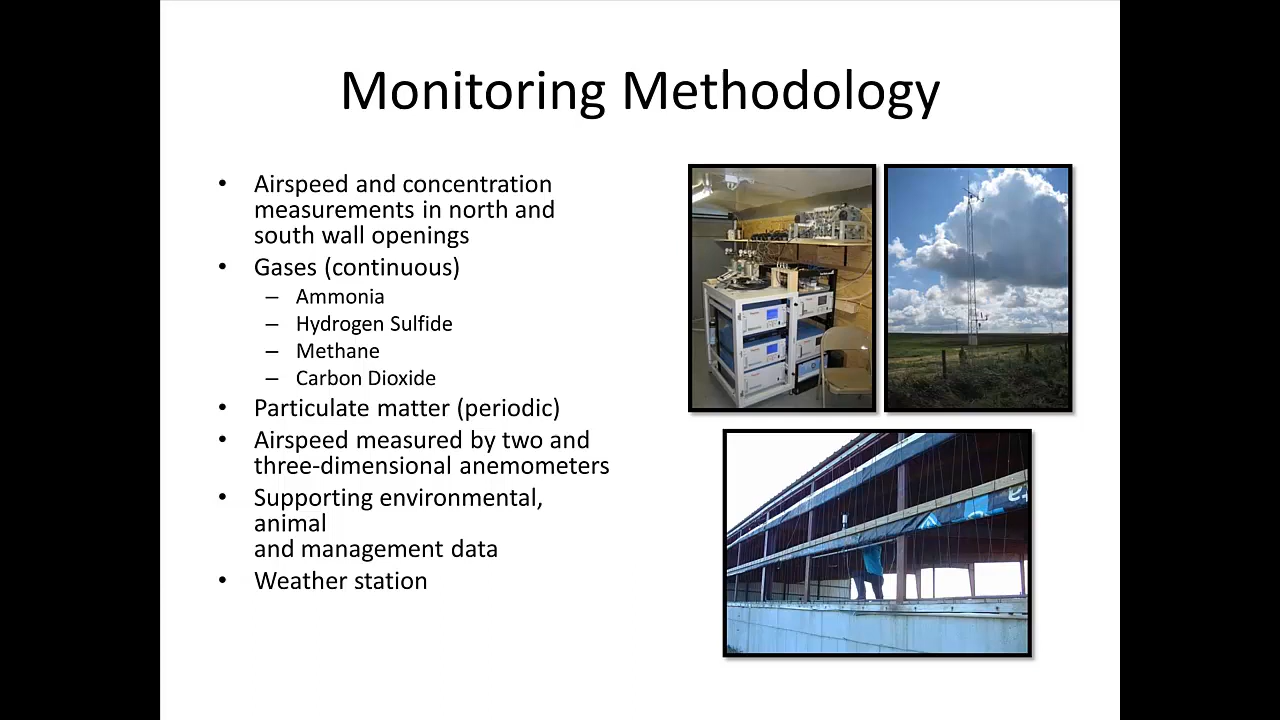 Monitoring Methodology
• Airspeed and concentration
measurements in north and
south wall openings
• Gases (continuous)
– Ammonia
– Hydrogen Sulfide
– Methane
– Carbon Dioxide
• Particulate matter (periodic)
• Airspeed measured by two and
three-dimensional anemometers
• Supporting environmental,
animal
and management data
• Weather station